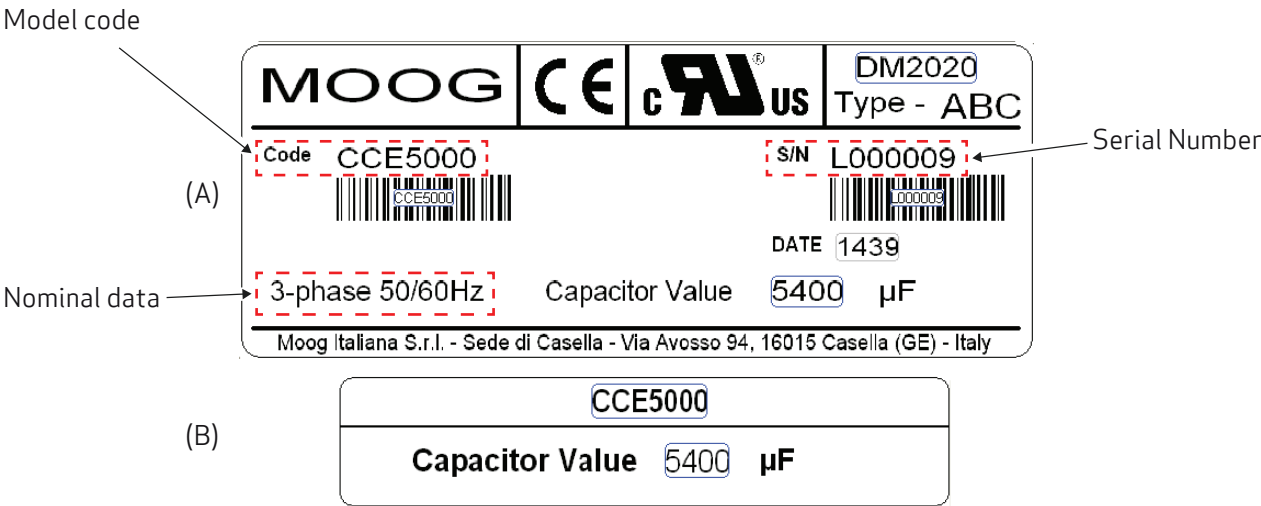 Model code
MOOG CE c RU ® US DM2020
Type - ABC
Code CCE5000 S/N L000009 Serial Number
(A) CCE5000 L000009
DATE 1439
Nominal data 3-phase 50/60Hz Capacitor Value 5400 µF
Moog Italiana S.r.l. - Sede di Casella - Via Avosso 94, 16015 Casella (GE) - Italy
CCE5000
(B) Capacitor Value 5400 µF